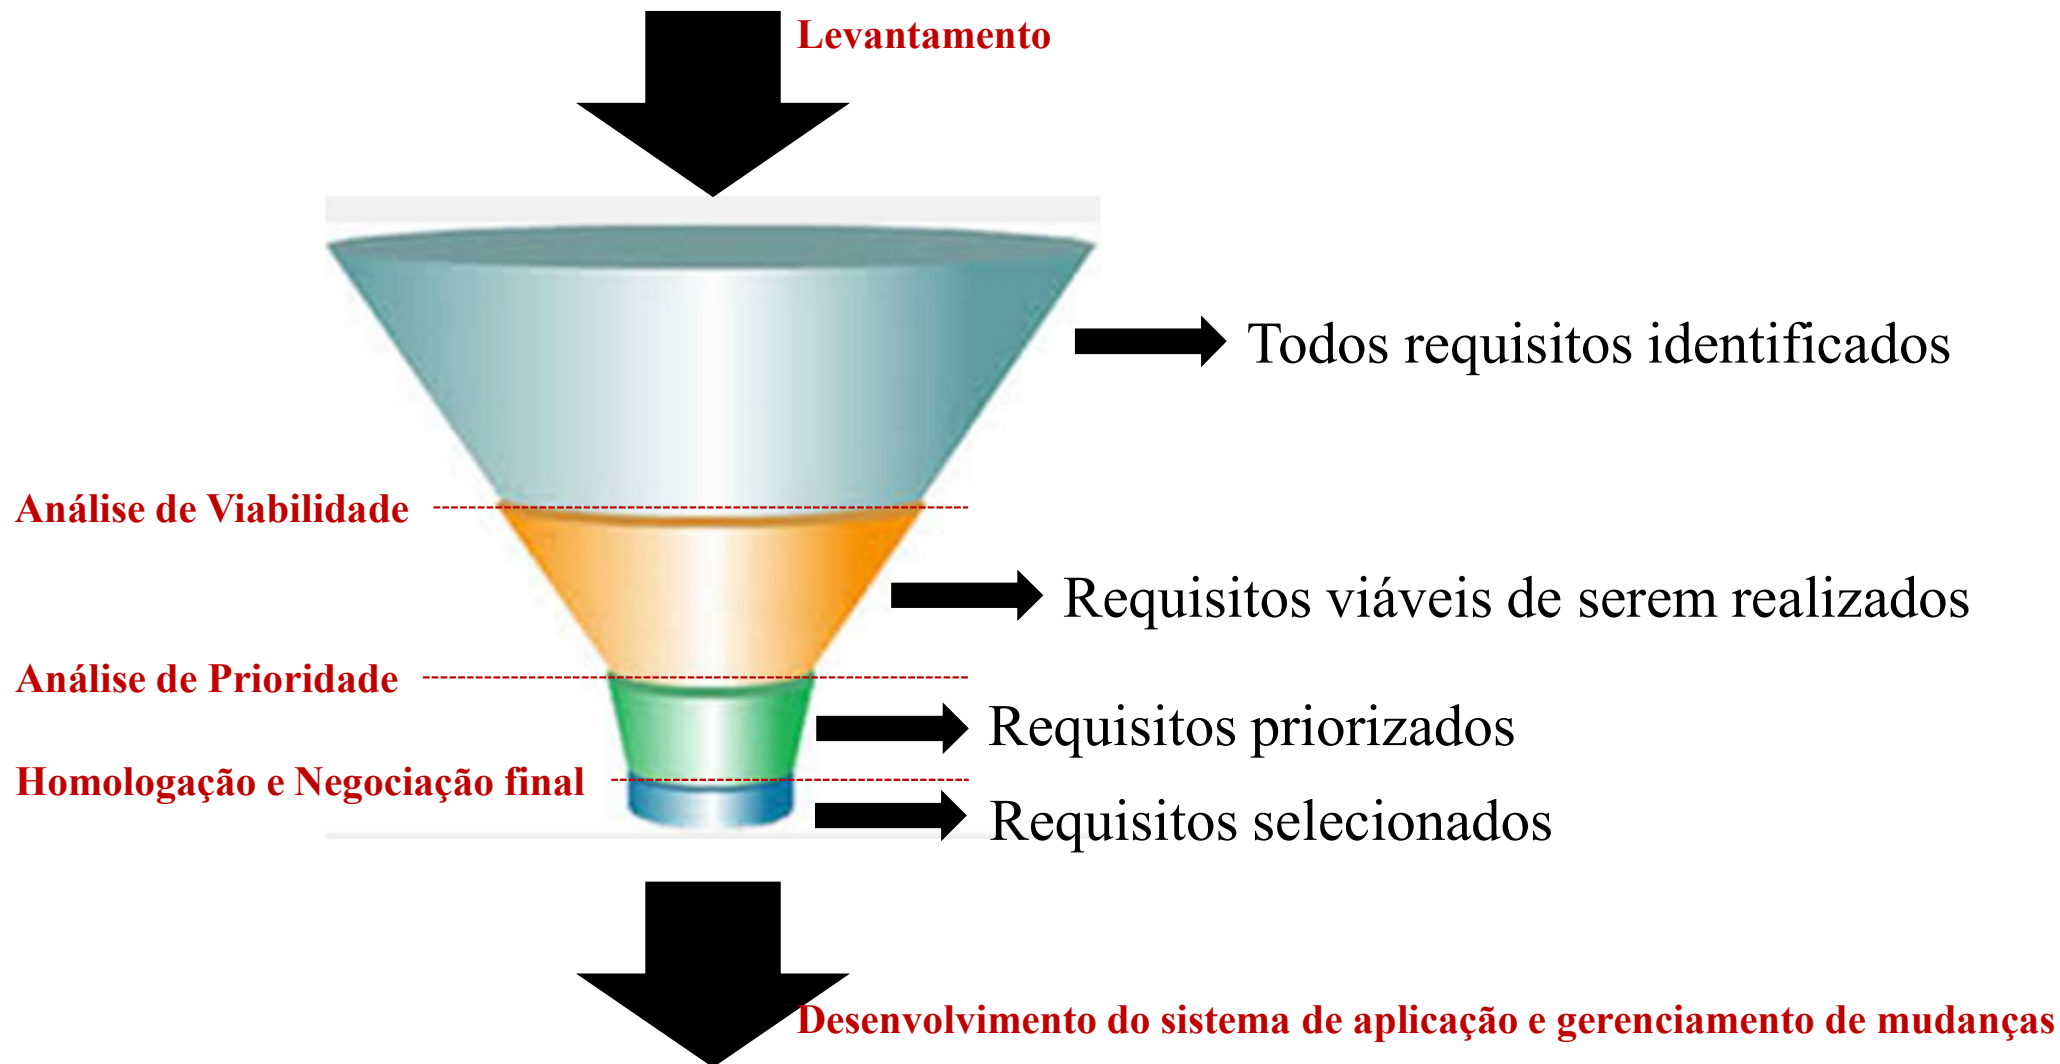 Levantamento
Todos requisitos identificados
Análise de Viabilidade
Requisitos viáveis de serem realizados
Análise de Prioridade
Requisitos priorizados
Homologação e Negociação final
Requisitos selecionados
Desenvolvimento do sistema de aplicação e gerenciamento de mudanças